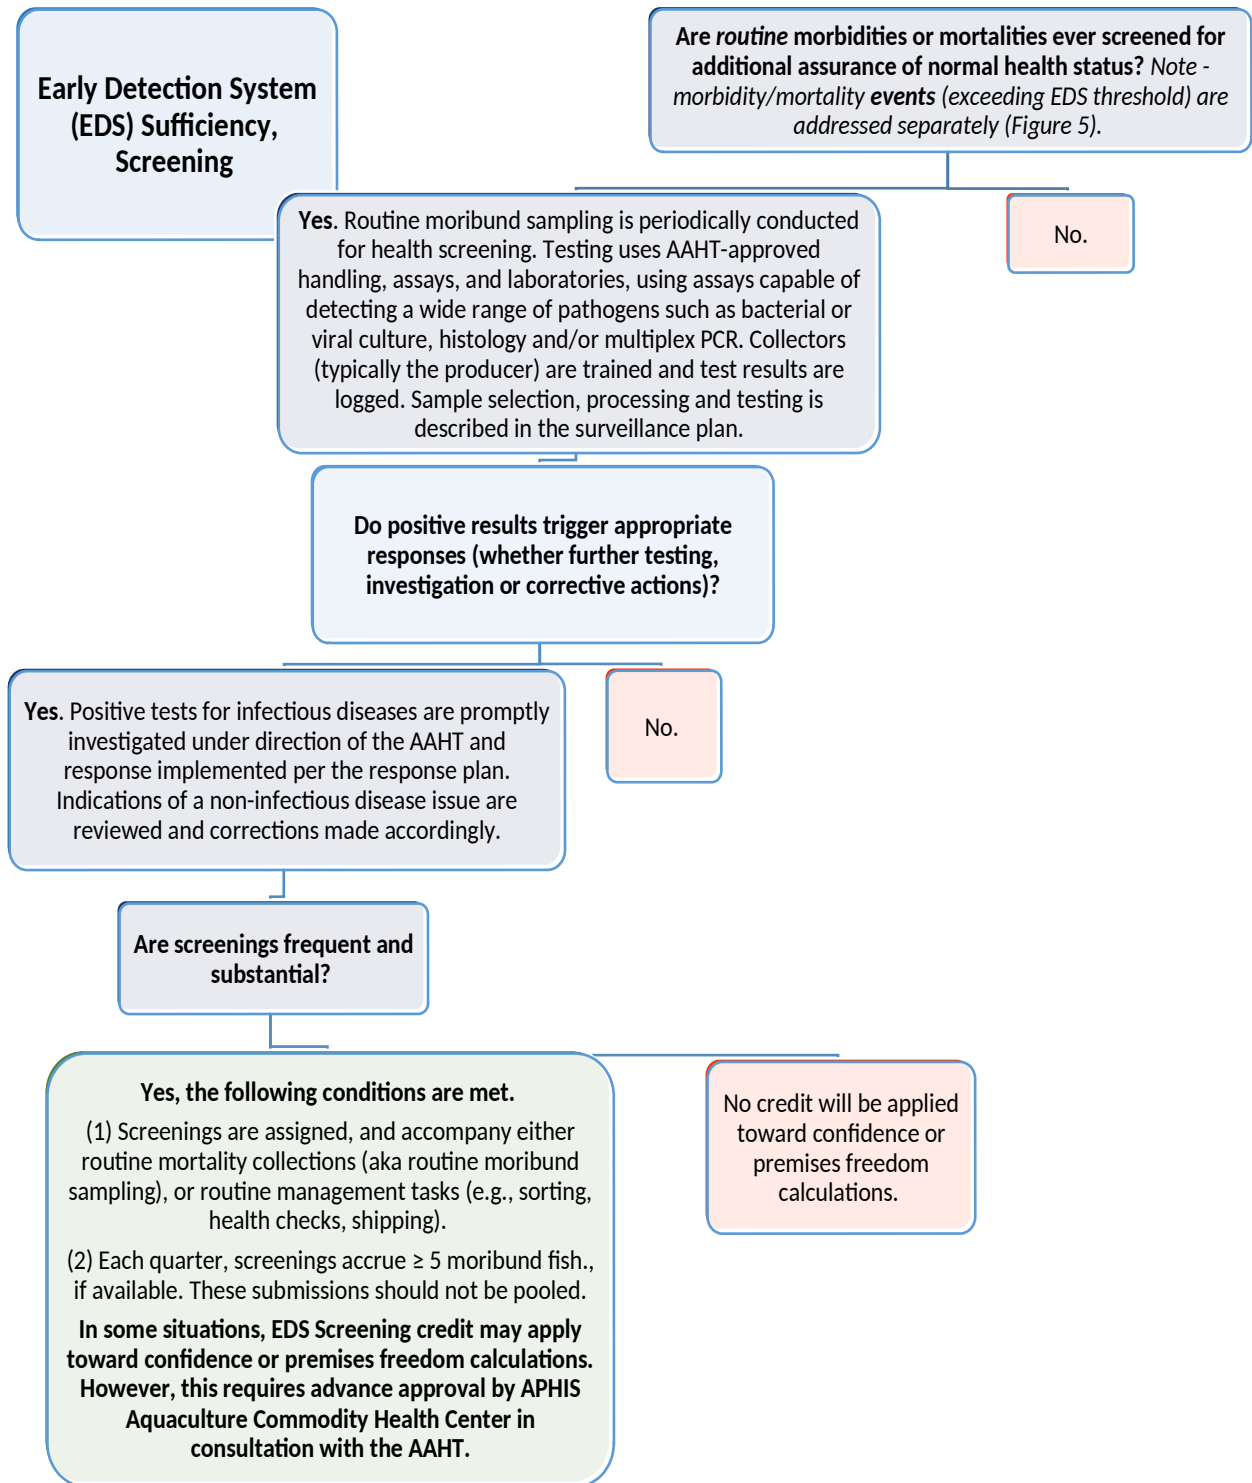 Early Detection System
(EDS) Sufficiency,
Screening
Are routine morbidities or mortalities ever screened for
additional assurance of normal health status? Note -
morbidity/mortality events (exceeding EDS threshold) are
addressed separately (Figure 5).
Yes. Routine moribund sampling is periodically conducted
for health screening. Testing uses AAHT-approved
handling, assays, and laboratories, using assays capable of
detecting a wide range of pathogens such as bacterial or
viral culture, histology and/or multiplex PCR. Collectors
(typically the producer) are trained and test results are
logged. Sample selection, processing and testing is
described in the surveillance plan.
No.
Do positive results trigger appropriate
responses (whether further testing,
investigation or corrective actions)?
Yes. Positive tests for infectious diseases are promptly
investigated under direction of the AAHT and
response implemented per the response plan.
Indications of a non-infectious disease issue are
reviewed and corrections made accordingly.
No.
Are screenings frequent and
substantial?
Yes, the following conditions are met.
(1) Screenings are assigned, and accompany either
routine mortality collections (aka routine moribund
sampling), or routine management tasks (e.g., sorting,
health checks, shipping).
(2) Each quarter, screenings accrue ≥ 5 moribund fish.,
if available. These submissions should not be pooled.
In some situations, EDS Screening credit may apply
toward confidence or premises freedom calculations.
However, this requires advance approval by APHIS
Aquaculture Commodity Health Center in
consultation with the AAHT.
No credit will be applied
toward confidence or
premises freedom
calculations.